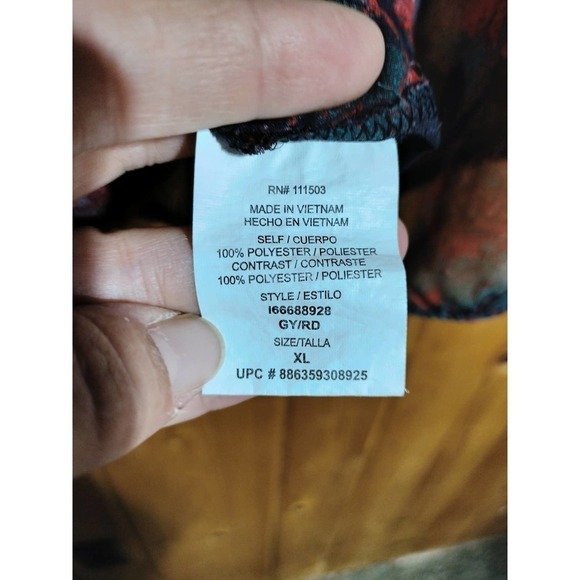 RN# 111503
MADE IN VIETNAM
HECHO EN VIETNAM
SELF / CUERPO
100% POLYESTER / POLIESTER
CONTRAST / CONTRASTE
100% POLYESTER / POLIESTER
STYLE / ESTILO
I66688928
GY/RD
SIZE/TALLA
XL
UPC # 886359308925